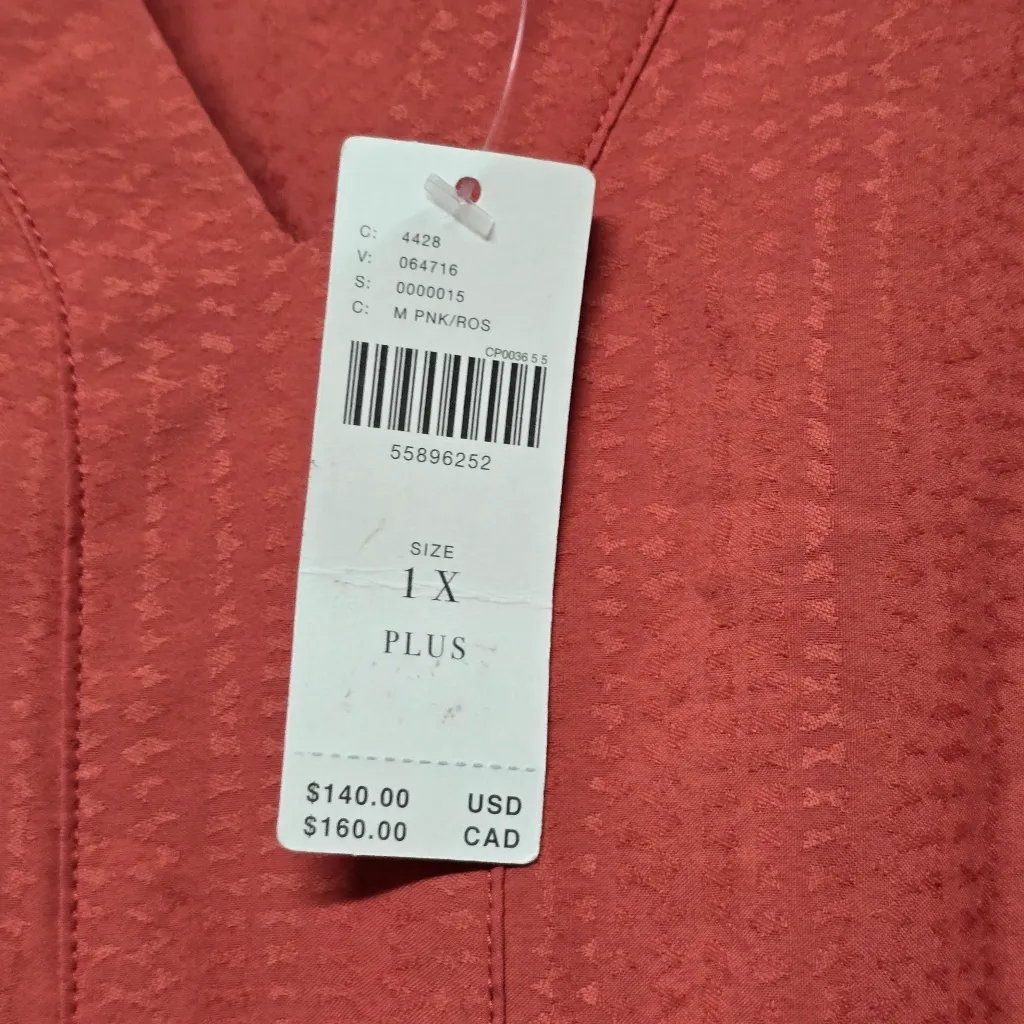 C: 4428
V: 064716
S: 0000015
C: M PNK/ROS
CP0036 5 5
55896252
SIZE
1 X
PLUS
$140.00 USD
$160.00 CAD